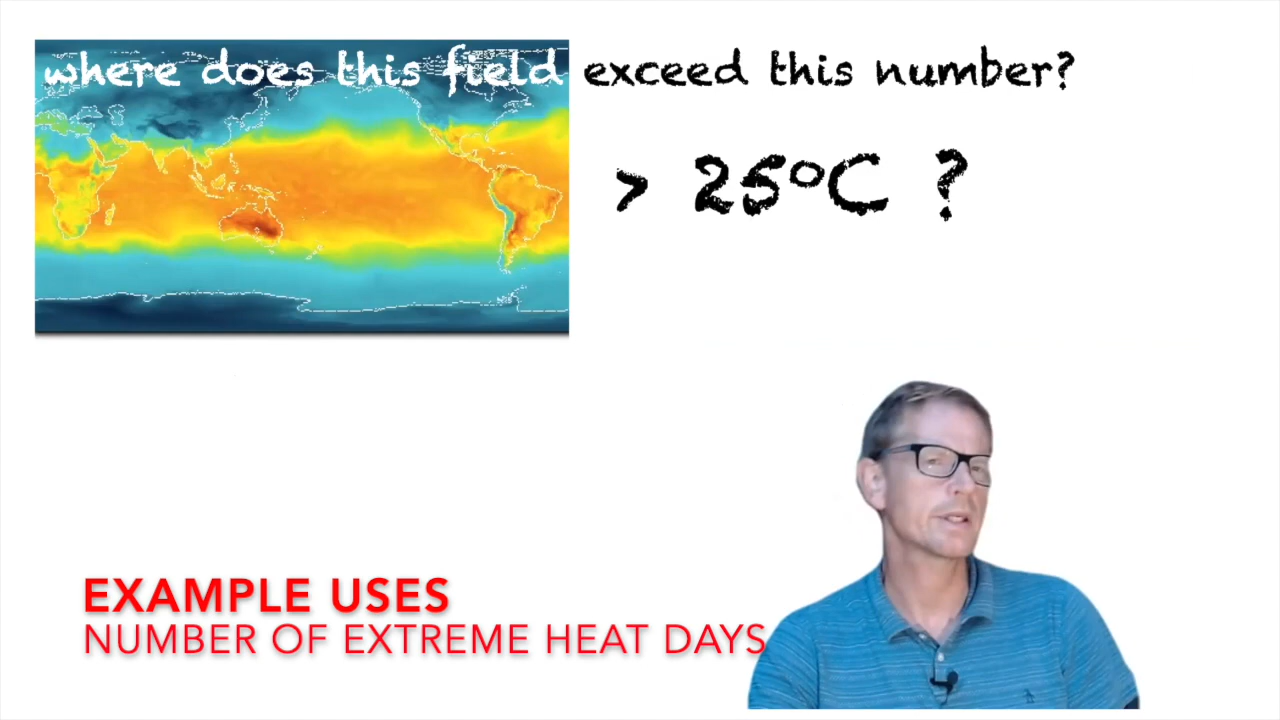 where does this field exceed this number?
> 25°C ?
EXAMPLE USES
NUMBER OF EXTREME HEAT DAYS